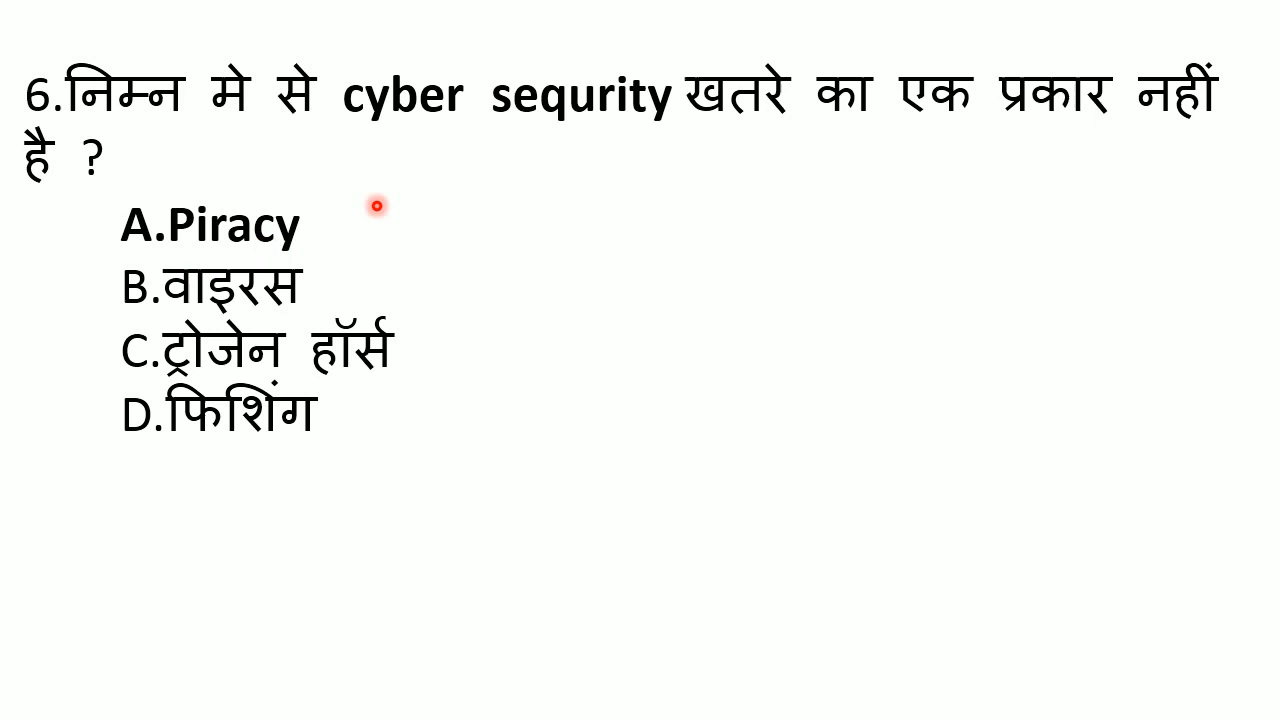 6.निम्न मे से cyber sequrity खतरे का एक प्रकार नहीं
है ?
A.Piracy
B.वाइरस
C.ट्रोजेन हॉर्स
D.फिशिंग